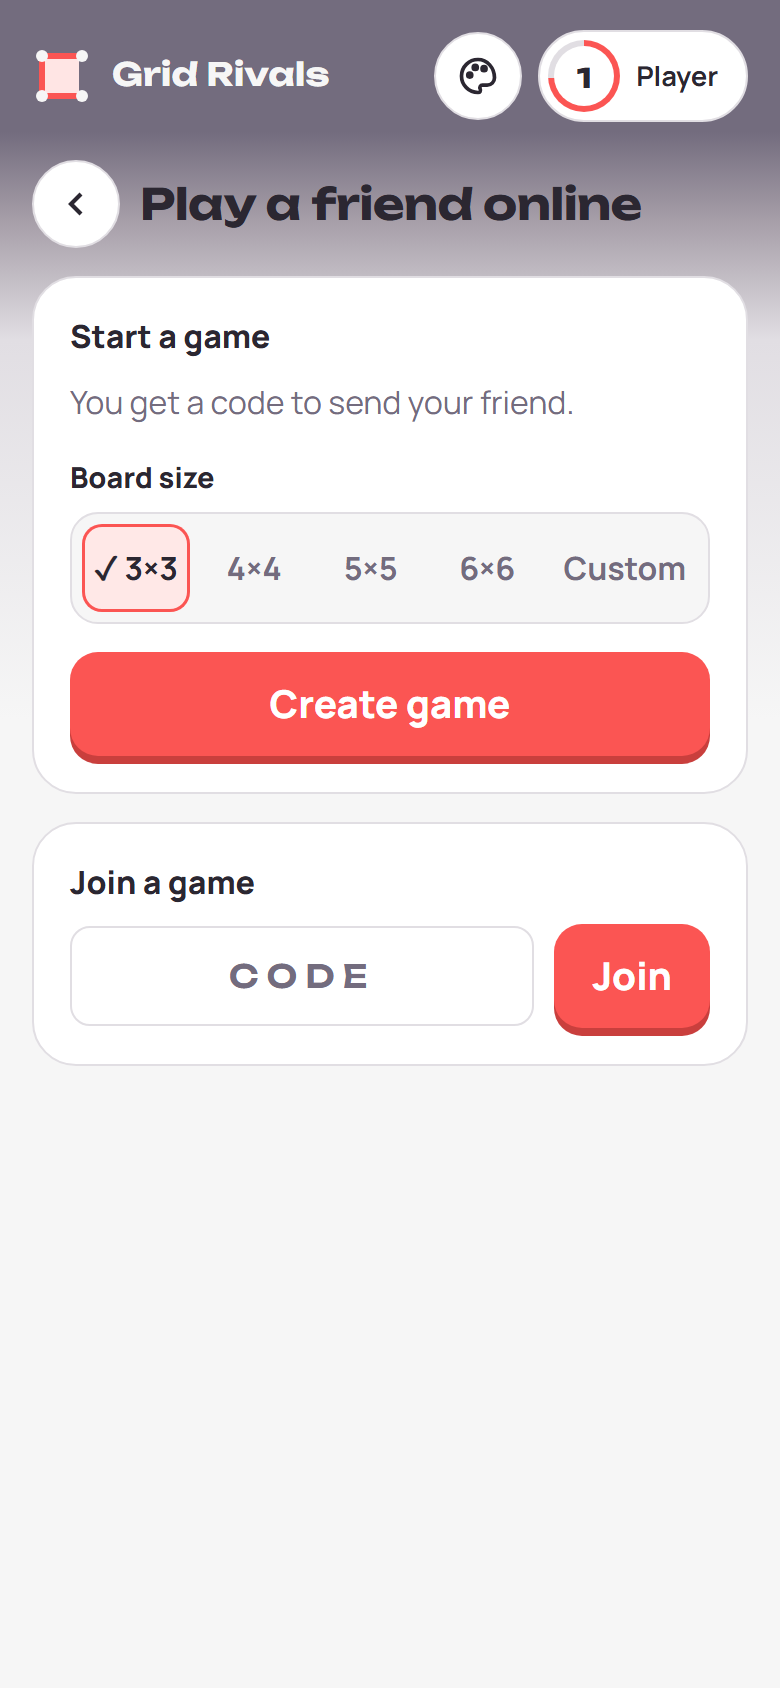 Grid Rivals
1 Player
Play a friend online
Start a game
You get a code to send your friend.
Board size
✓ 3×3 4×4 5×5 6×6 Custom
Create game
Join a game
CODE Join